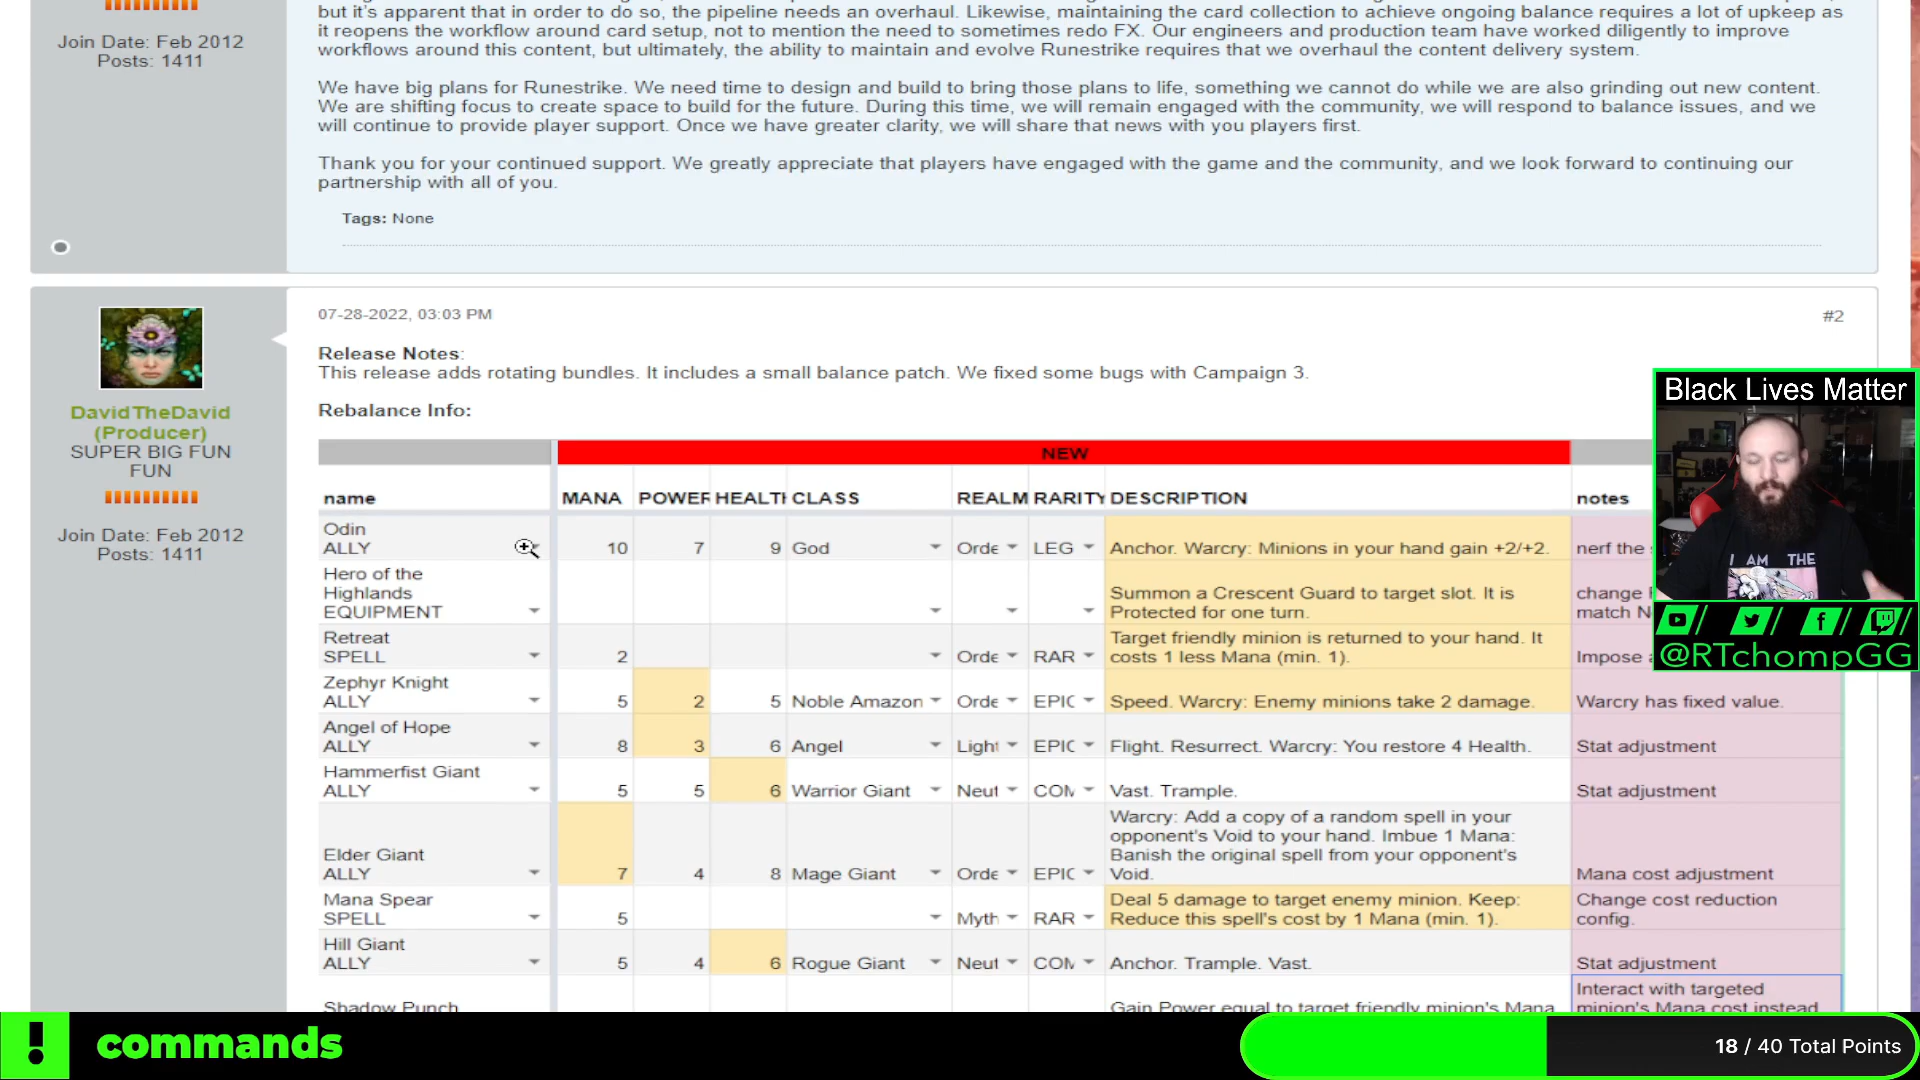 Join Date: Feb 2012
Posts: 1411
but it's apparent that in order to do so, the pipeline needs an overhaul. Likewise, maintaining the card collection to achieve ongoing balance requires a lot of upkeep as
it reopens the workflow around card setup, not to mention the need to sometimes redo FX. Our engineers and production team have worked diligently to improve
workflows around this content, but ultimately, the ability to maintain and evolve Runestrike requires that we overhaul the content delivery system.
We have big plans for Runestrike. We need time to design and build to bring those plans to life, something we cannot do while we are also grinding out new content.
We are shifting focus to create space to build for the future. During this time, we will remain engaged with the community, we will respond to balance issues, and we
will continue to provide player support. Once we have greater clarity, we will share that news with you players first.
Thank you for your continued support. We greatly appreciate that players have engaged with the game and the community, and we look forward to continuing our
partnership with all of you.
Tags: None
DavidTheDavid
(Producer)
SUPER BIG FUN
FUN
Join Date: Feb 2012
Posts: 1411
07-28-2022, 03:03 PM #2
Release Notes:
This release adds rotating bundles. It includes a small balance patch. We fixed some bugs with Campaign 3.
Rebalance Info:
NEW
name MANA POWER HEALTH CLASS REALM RARITY DESCRIPTION notes
Odin
ALLY 10 7 9 God Orde LEG Anchor. Warcry: Minions in your hand gain +2/+2. nerf the
Hero of the
Highlands
EQUIPMENT
Summon a Crescent Guard to target slot. It is
Protected for one turn.
change
match N
Retreat
SPELL 2 Orde RAR
Target friendly minion is returned to your hand. It
costs 1 less Mana (min. 1).
Impose
Zephyr Knight
ALLY 5 2 5 Noble Amazon Orde EPIC Speed. Warcry: Enemy minions take 2 damage. Warcry has fixed value.
Angel of Hope
ALLY 8 3 6 Angel Light EPIC Flight. Resurrect. Warcry: You restore 4 Health. Stat adjustment
Hammerfist Giant
ALLY 5 5 6 Warrior Giant Neut COM Vast. Trample. Stat adjustment
Elder Giant
ALLY 7 4 8 Mage Giant Orde EPIC
Warcry: Add a copy of a random spell in your
opponent's Void to your hand. Imbue 1 Mana:
Banish the original spell from your opponent's
Void.
Mana cost adjustment
Mana Spear
SPELL 5 Myth RAR
Deal 5 damage to target enemy minion. Keep:
Reduce this spell's cost by 1 Mana (min. 1).
Change cost reduction
config.
Hill Giant
ALLY 5 4 6 Rogue Giant Neut COM Anchor. Trample. Vast. Stat adjustment
Shadow Punch
Gain Power equal to target friendly minion's Mana
Interact with targeted
minion's Mana cost instead
Black Lives Matter
I AM THE
@RTchompGG
! commands
18 / 40 Total Points